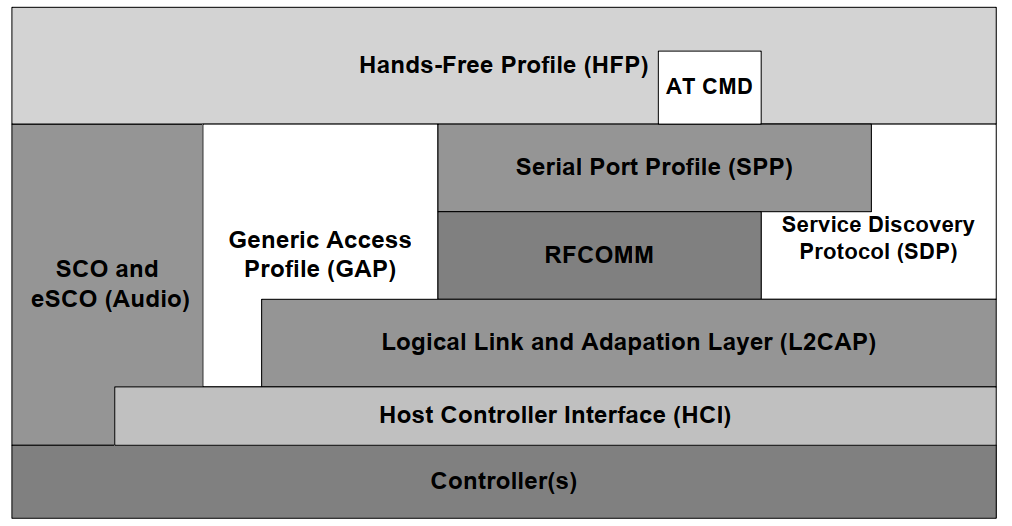 Hands-Free Profile (HFP)
AT CMD
Serial Port Profile (SPP)
Generic Access
Profile (GAP)
Service Discovery
Protocol (SDP)
RFCOMM
SCO and
eSCO (Audio)
Logical Link and Adapation Layer (L2CAP)
Host Controller Interface (HCI)
Controller(s)